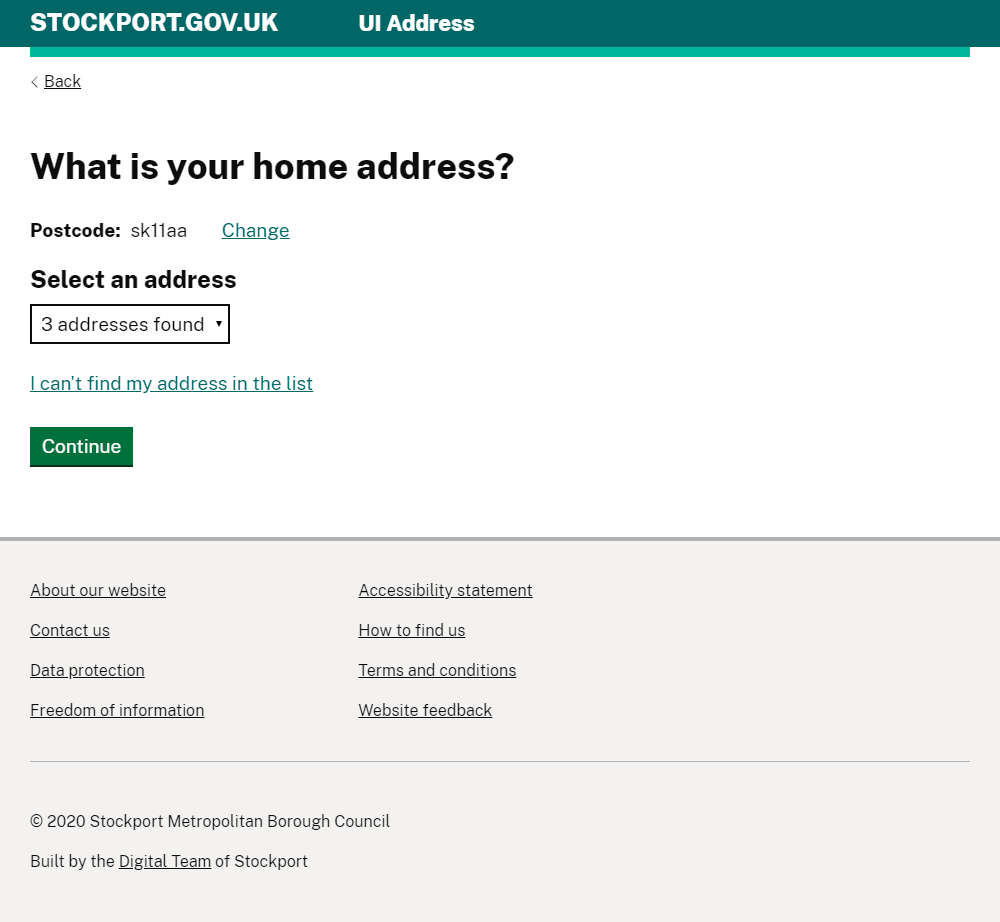 STOCKPORT.GOV.UK UI Address
Back
What is your home address?
Postcode: sk11aa Change
Select an address
3 addresses found
I can't find my address in the list
Continue
About our website Accessibility statement
Contact us How to find us
Data protection Terms and conditions
Freedom of information Website feedback
© 2020 Stockport Metropolitan Borough Council
Built by the Digital Team of Stockport